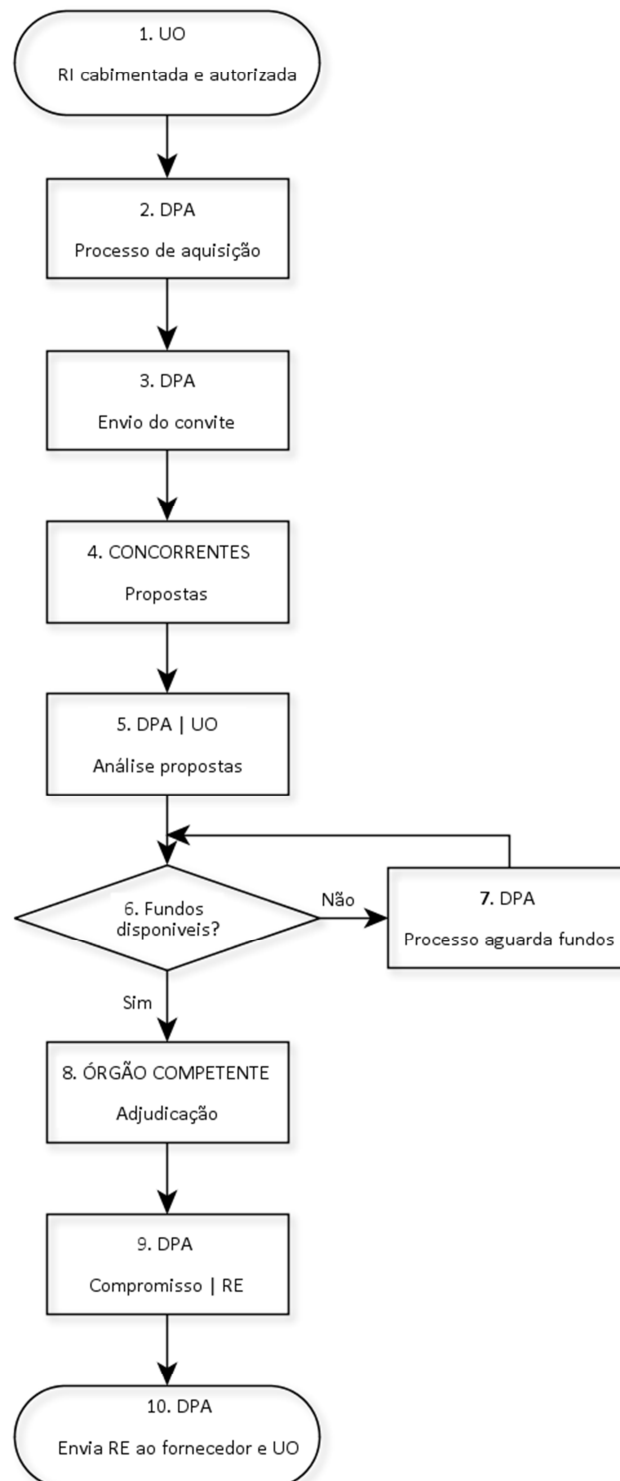 1. UO
RI cabimentada e autorizada
2. DPA
Processo de aquisição
3. DPA
Envio do convite
4. CONCORRENTES
Propostas
5. DPA | UO
Análise propostas
6. Fundos
disponiveis?
Não
7. DPA
Processo aguarda fundos
Sim
8. ÓRGÃO COMPETENTE
Adjudicação
9. DPA
Compromisso | RE
10. DPA
Envia RE ao fornecedor e UO